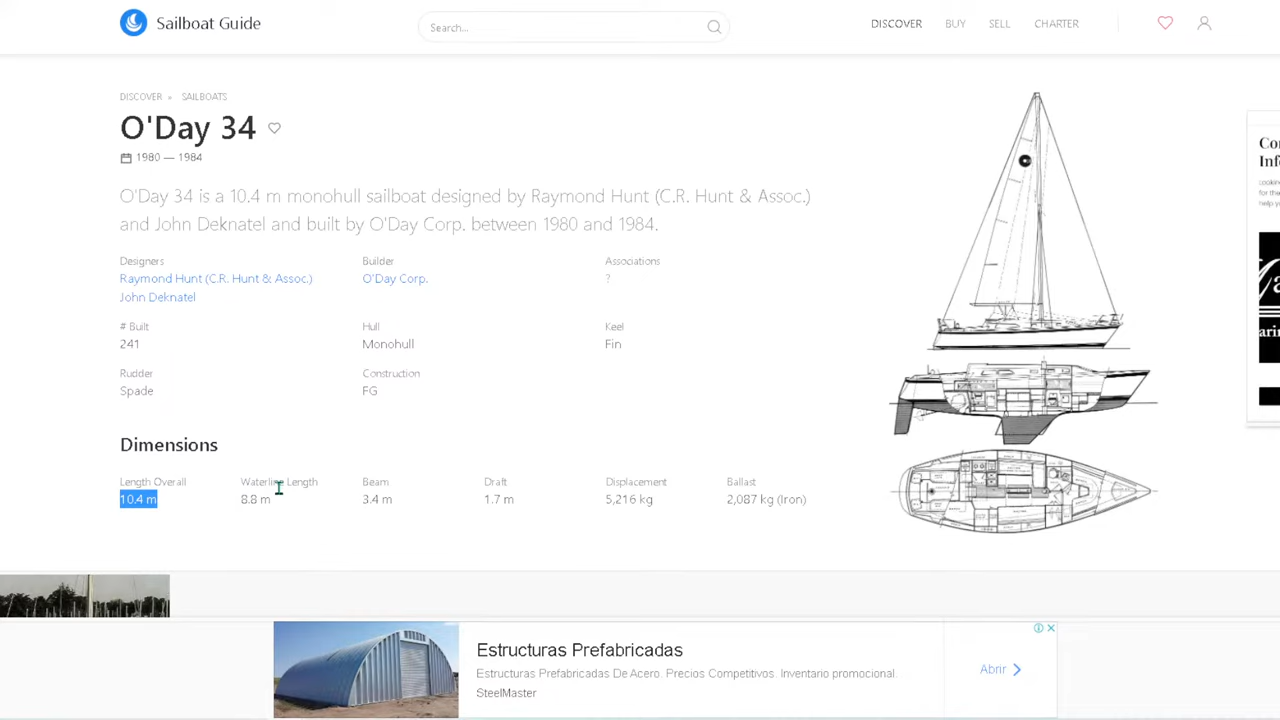 Sailboat Guide
Search...
DISCOVER BUY SELL CHARTER
DISCOVER » SAILBOATS
O'Day 34
1980 — 1984
O'Day 34 is a 10.4 m monohull sailboat designed by Raymond Hunt (C.R. Hunt & Assoc.)
and John Deknatel and built by O'Day Corp. between 1980 and 1984.
Designers Builder Associations
Raymond Hunt (C.R. Hunt & Assoc.) O'Day Corp. ?
John Deknatel
# Built Hull Keel
241 Monohull Fin
Rudder Construction
Spade FG
Dimensions
Length Overall Waterline Length Beam Draft Displacement Ballast
10.4 m 8.8 m 3.4 m 1.7 m 5,216 kg 2,087 kg (Iron)
Estructuras Prefabricadas
Estructuras Prefabricadas De Acero. Precios Competitivos. Inventario promocional.
SteelMaster
Abrir